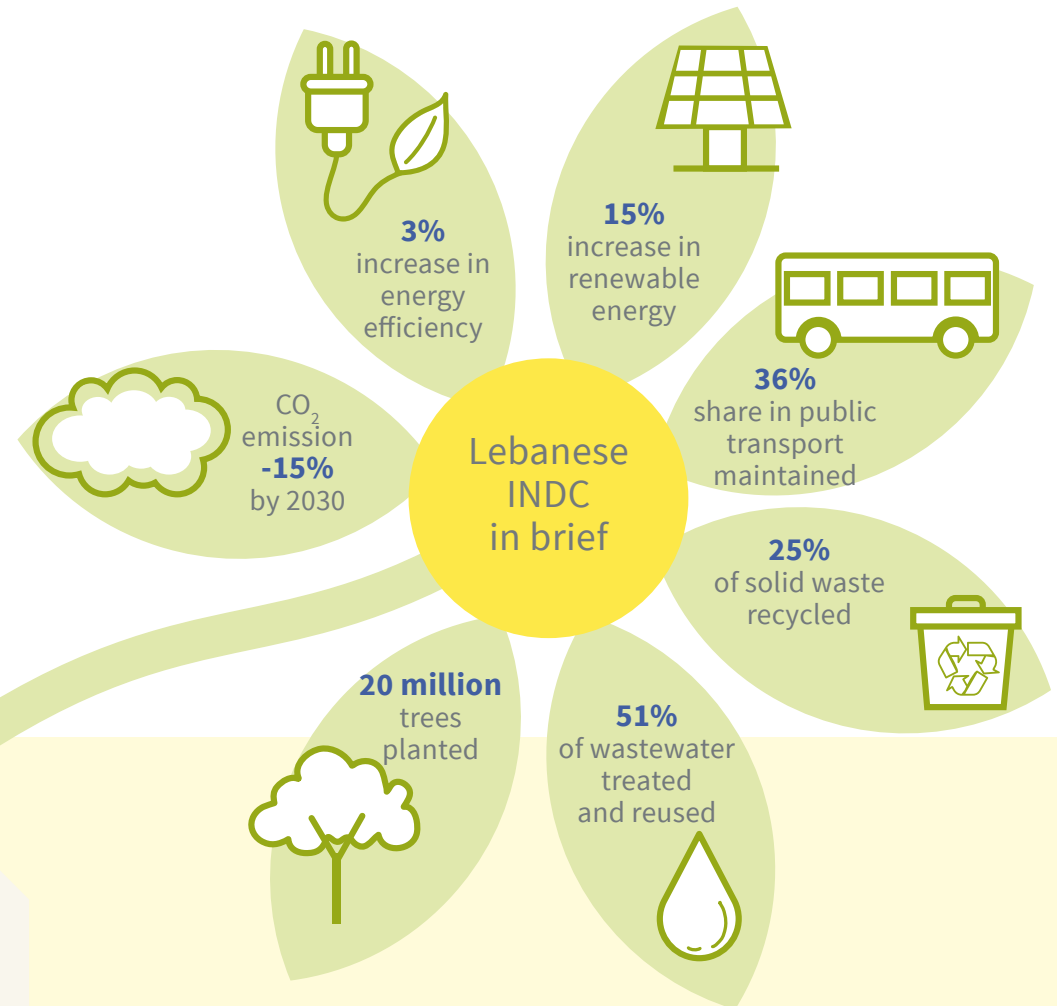 Lebanese
INDC
in brief
3%
increase in
energy
efficiency
15%
increase in
renewable
energy
36%
share in public
transport
maintained
25%
of solid waste
recycled
51%
of wastewater
treated
and reused
20 million
trees
planted
CO₂
emission
-15%
by 2030